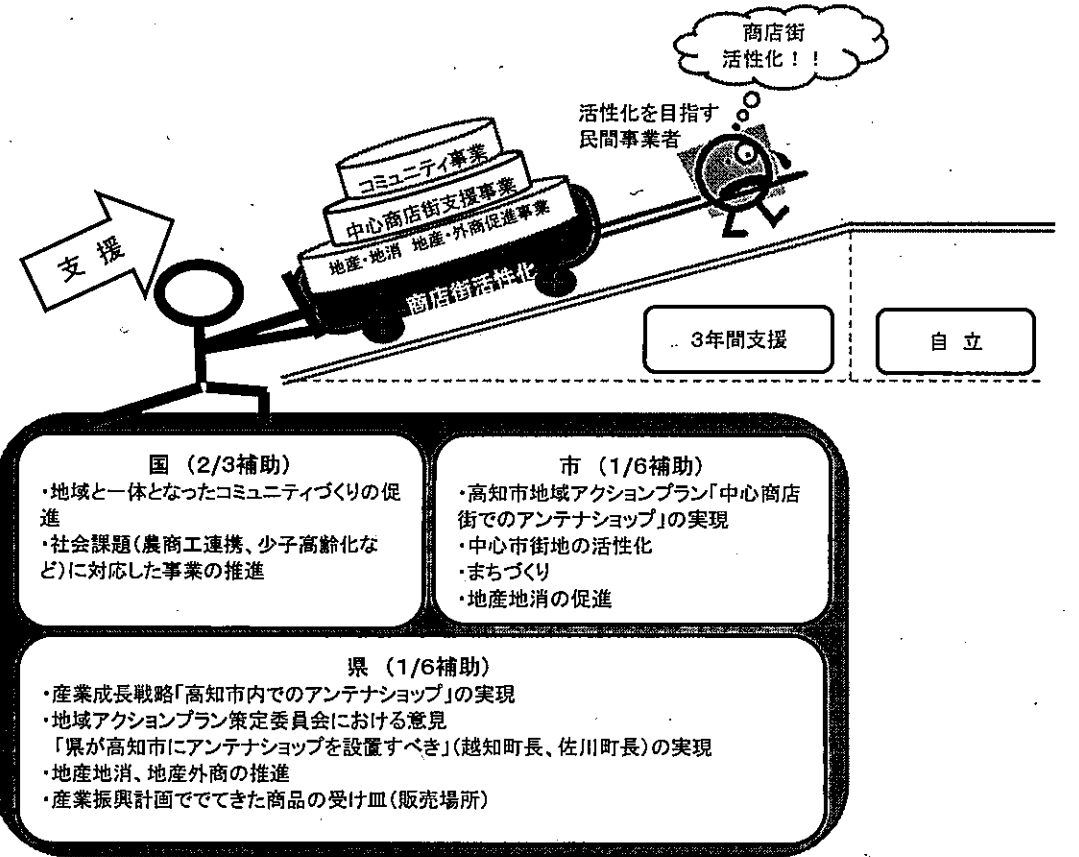 商店街
活性化！！
活性化を目指す
民間事業者
コミュニティ事業
中心商店街支援事業
地産・地消 地産・外商促進事業
商店街活性化
支援
3年間支援
自立
国 （2/3補助）
・地域と一体となったコミュニティづくりの促
進
・社会課題（農商工連携、少子高齢化な
ど）に対応した事業の推進
市 （1/6補助）
・高知市地域アクションプラン「中心商店
街でのアンテナショップ」の実現
・中心市街地の活性化
・まちづくり
・地産地消の促進
県 （1/6補助）
・産業成長戦略「高知市内でのアンテナショップ」の実現
・地域アクションプラン策定委員会における意見
「県が高知市にアンテナショップを設置すべき」（越知町長、佐川町長）の実現
・地産地消、地産外商の推進
・産業振興計画ででてきた商品の受け皿（販売場所）